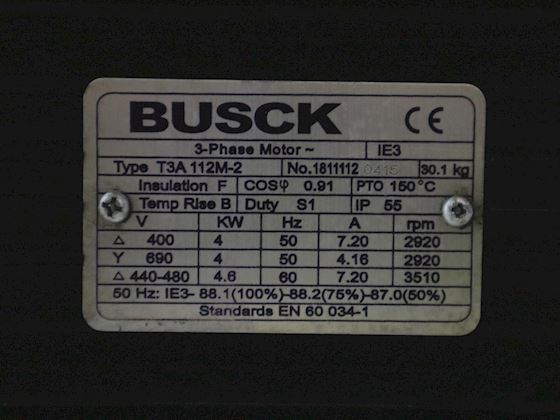 BUSCK CE
3-Phase Motor ~ IE3
Type T3A 112M-2 No.1811112 0415 30.1 kg
Insulation F COSφ 0.91 PTO 150°C
Temp Rise B Duty S1 IP 55
V KW Hz A rpm
Δ 400 4 50 7.20 2920
Y 690 4 50 4.16 2920
Δ 440-480 4.6 60 7.20 3510
50 Hz: IE3- 88.1(100%)-88.2(75%)-87.0(50%)
Standards EN 60 034-1